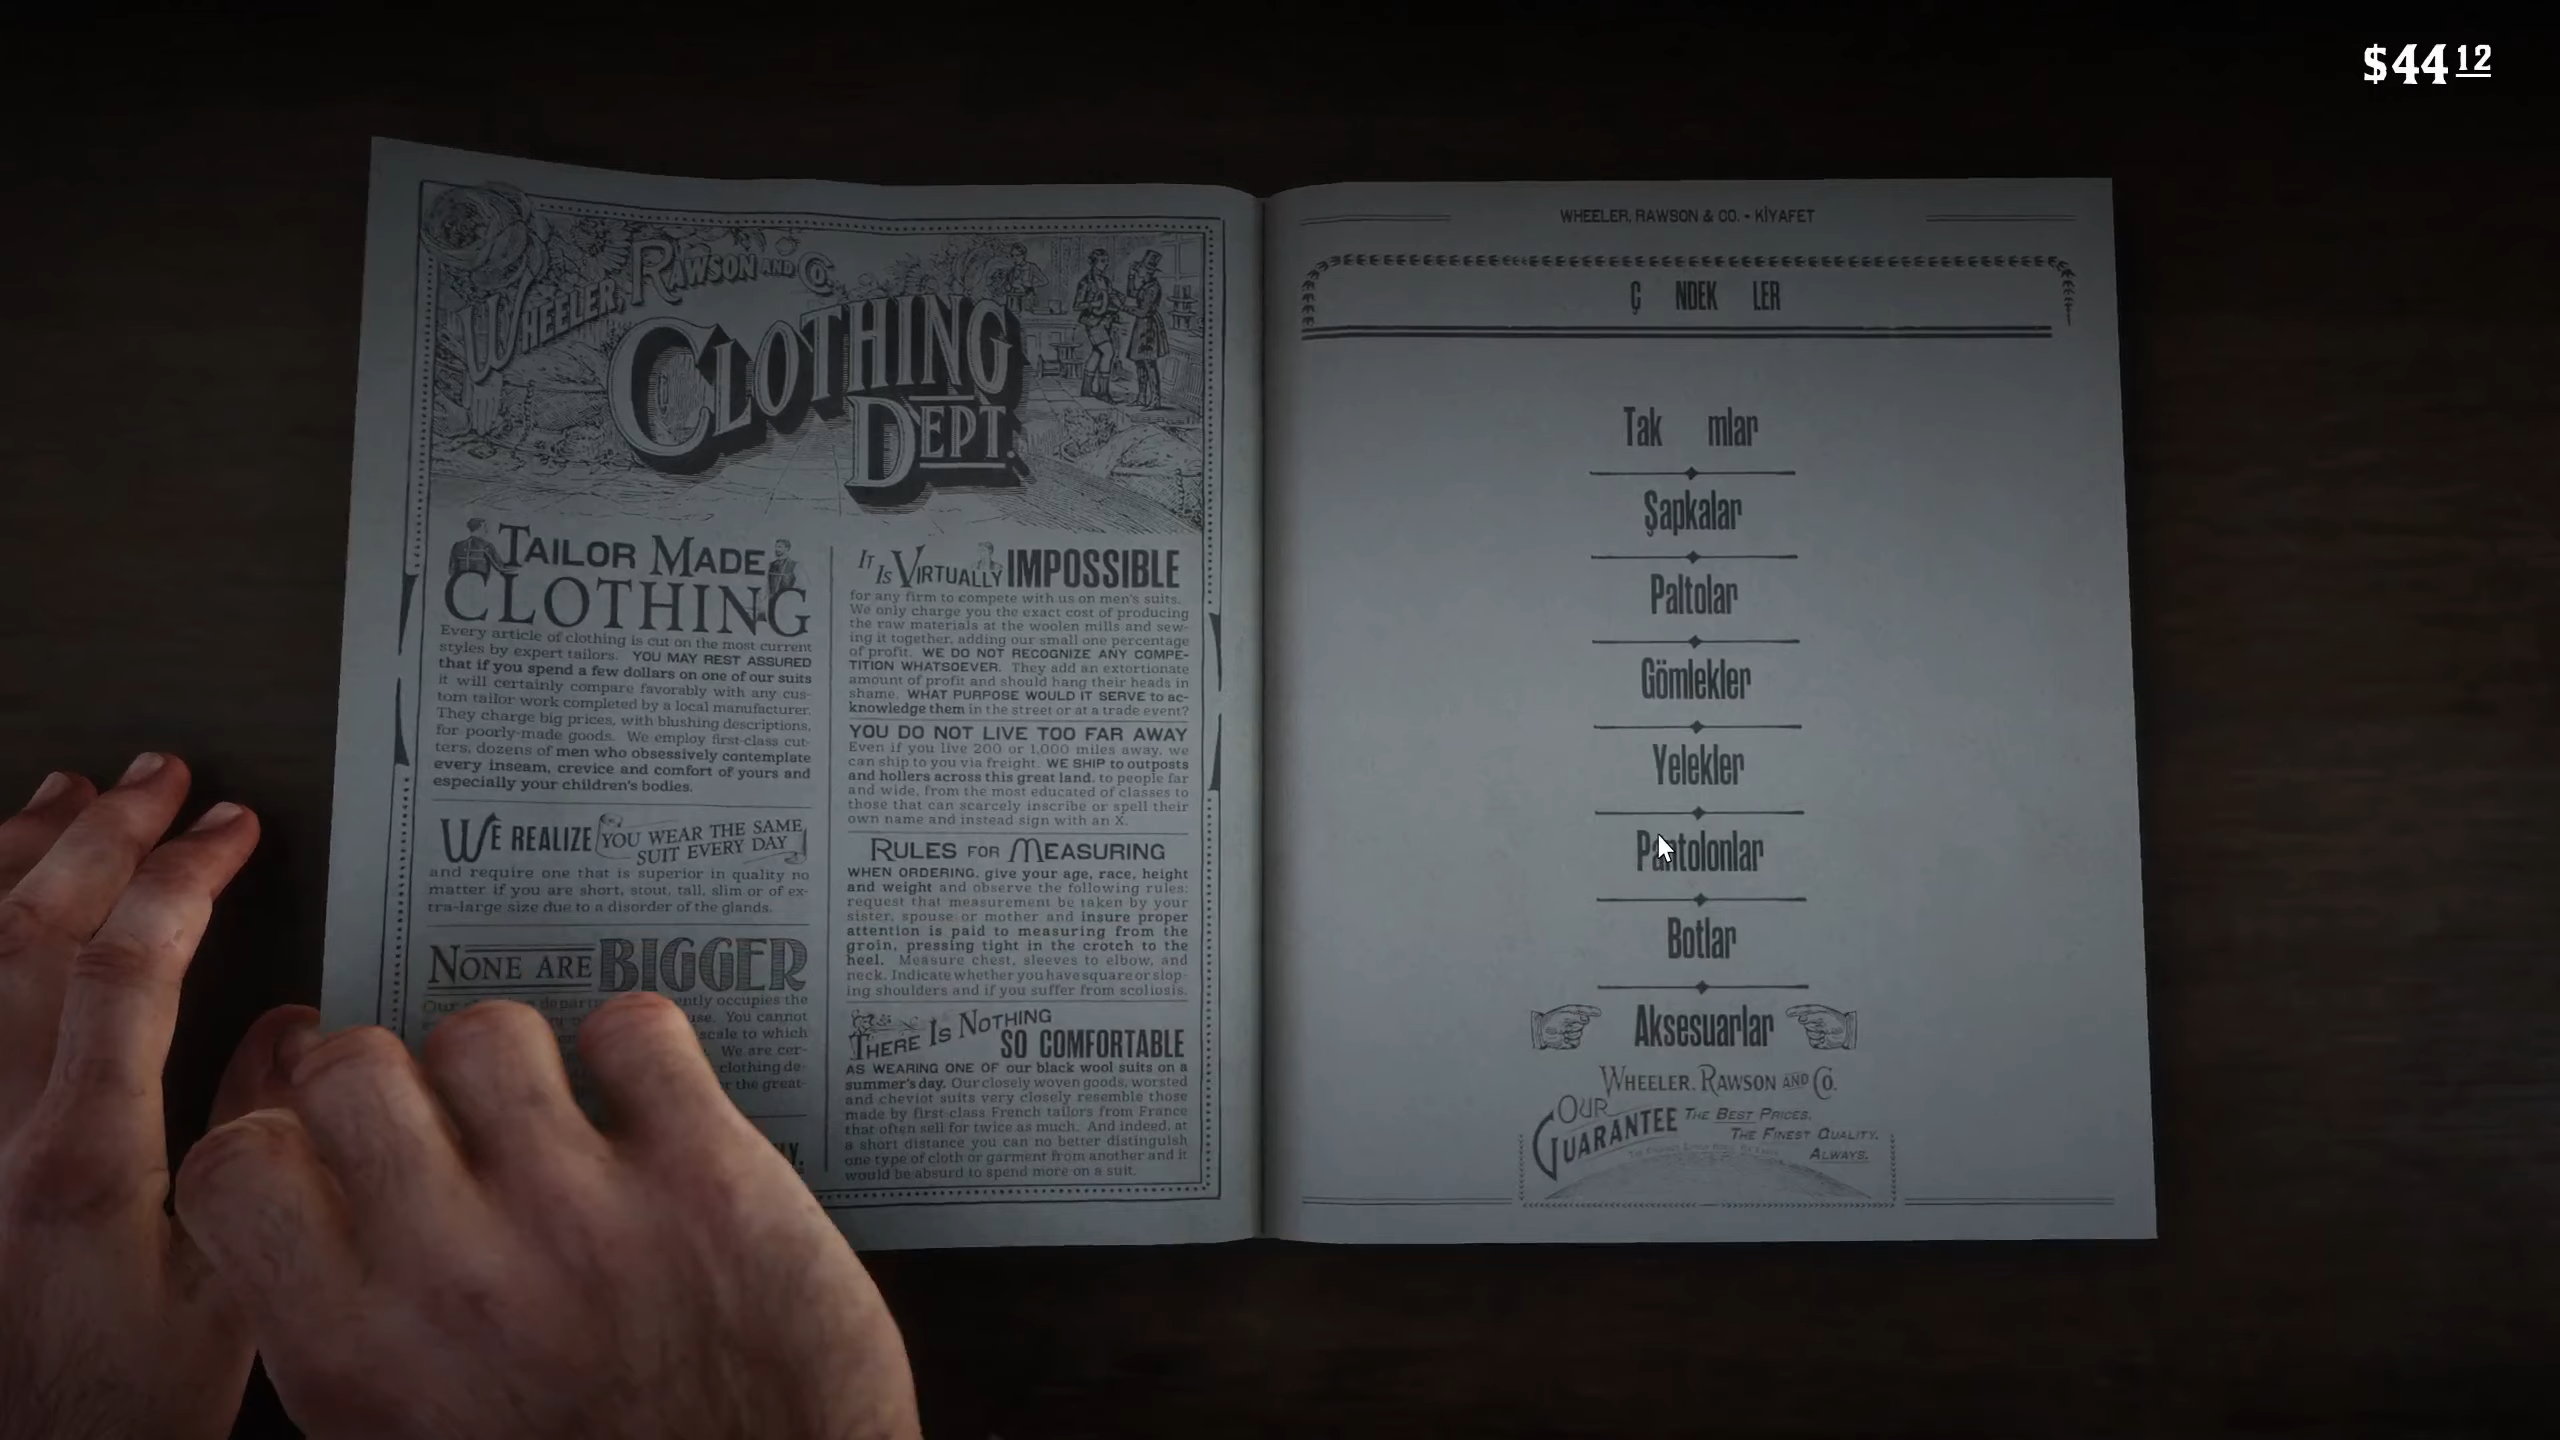 $44 12
WHEELER, RAWSON AND CO.
CLOTHING
DEPT.
TAILOR MADE
CLOTHING
Every article of clothing is cut on the most current
styles by expert tailors. YOU MAY REST ASSURED
that if you spend a few dollars on one of our suits
it will certainly compare favorably with any cus-
tom tailor work completed by a local manufacturer.
They charge big prices, with blushing descriptions,
for poorly-made goods. We employ first-class cut-
ters, dozens of men who obsessively contemplate
every inseam, crevice and comfort of yours and
especially your children's bodies.
WE REALIZE YOU WEAR THE SAME
SUIT EVERY DAY
and require one that is superior in quality no
matter if you are short, stout, tall, slim or of ex-
tra-large size due to a disorder of the glands.
NONE ARE BIGGER
Our occupies the
You cannot
scale to which
We are cer-
clothing de-
the great-
IT IS VIRTUALLY IMPOSSIBLE
for any firm to compete with us on men's suits.
We only charge you the exact cost of producing
the raw materials at the woolen mills and sew-
ing it together, adding our small one percentage
of profit. WE DO NOT RECOGNIZE ANY COMPE-
TITION WHATSOEVER. They add an extortionate
amount of profit and should hang their heads in
shame. WHAT PURPOSE WOULD IT SERVE to ac-
knowledge them in the street or at a trade event?
YOU DO NOT LIVE TOO FAR AWAY
Even if you live 200 or 1,000 miles away, we
can ship to you via freight. WE SHIP to outposts
and hollers across this great land, to people far
and wide, from the most educated of classes to
those that can scarcely inscribe or spell their
own name and instead sign with an X.
RULES FOR MEASURING
WHEN ORDERING, give your age, race, height
and weight and observe the following rules:
request that measurement be taken by your
sister, spouse or mother and insure proper
attention is paid to measuring from the
groin, pressing tight in the crotch to the
heel. Measure chest, sleeves to elbow, and
neck. Indicate whether you have square or slop-
ing shoulders and if you suffer from scoliosis.
THERE IS NOTHING
SO COMFORTABLE
AS WEARING ONE OF our black wool suits on a
summer's day. Our closely woven goods, worsted
and cheviot suits very closely resemble those
made by first-class French tailors from France
that often sell for twice as much. And indeed, at
a short distance you can no better distinguish
one type of cloth or garment from another and it
would be absurd to spend more on a suit.
WHEELER, RAWSON & CO. - KİYAFET
Ç NDEK LER
Tak mlar
Şapkalar
Paltolar
Gömlekler
Yelekler
Pantolonlar
Botlar
Aksesuarlar
WHEELER, RAWSON AND CO.
OUR
GUARANTEE THE BEST PRICES,
THE FINEST QUALITY,
ALWAYS.